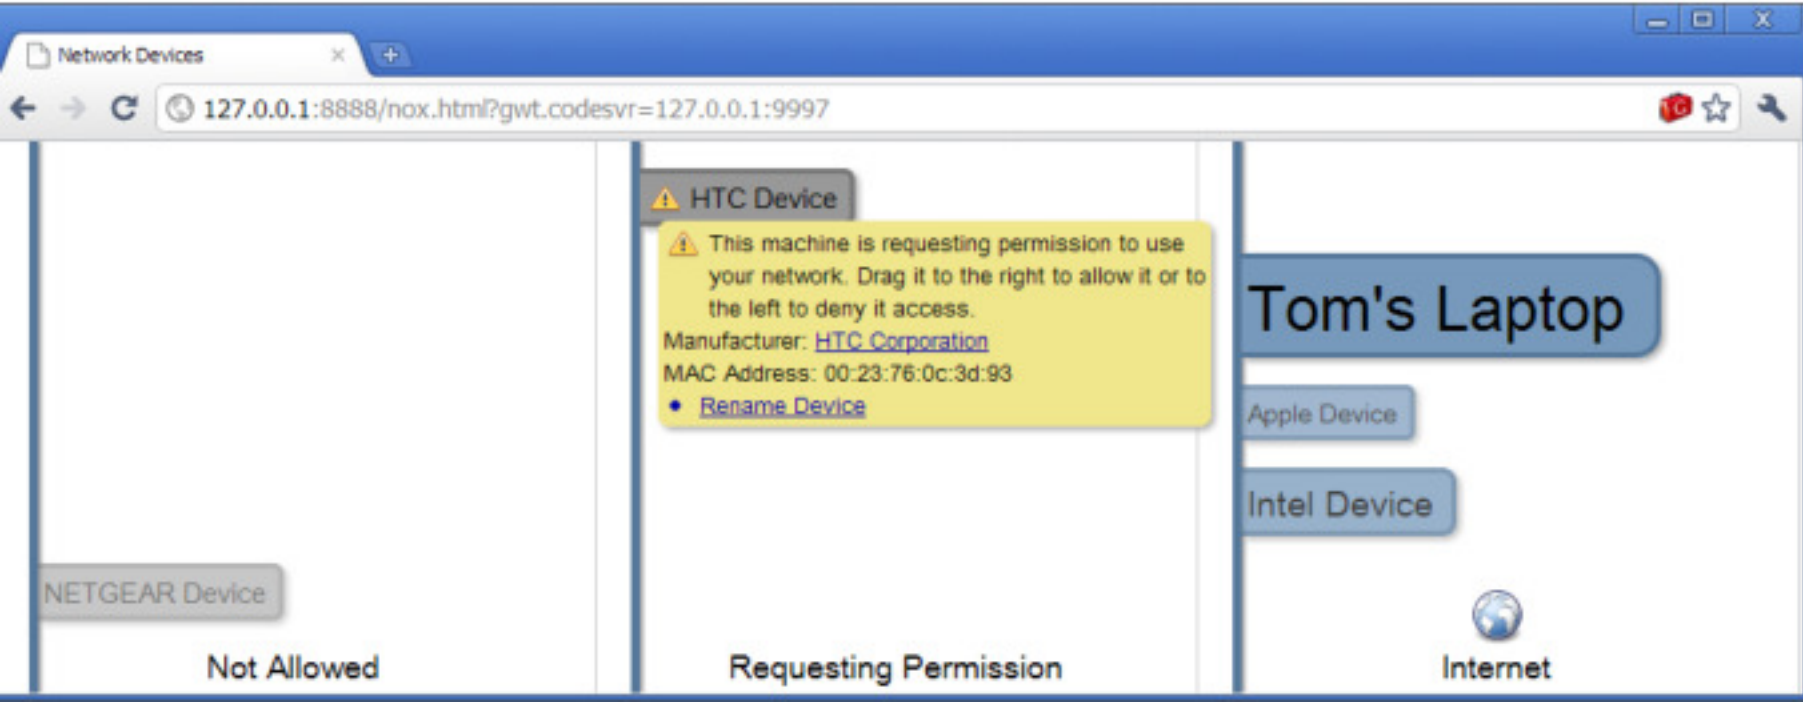 Network Devices
127.0.0.1:8888/nox.html?gwt.codesvr=127.0.0.1:9997
HTC Device
This machine is requesting permission to use
your network. Drag it to the right to allow it or to
the left to deny it access.
Manufacturer: HTC Corporation
MAC Address: 00:23:76:0c:3d:93
• Rename Device
Tom's Laptop
Apple Device
Intel Device
NETGEAR Device
Not Allowed
Requesting Permission
Internet